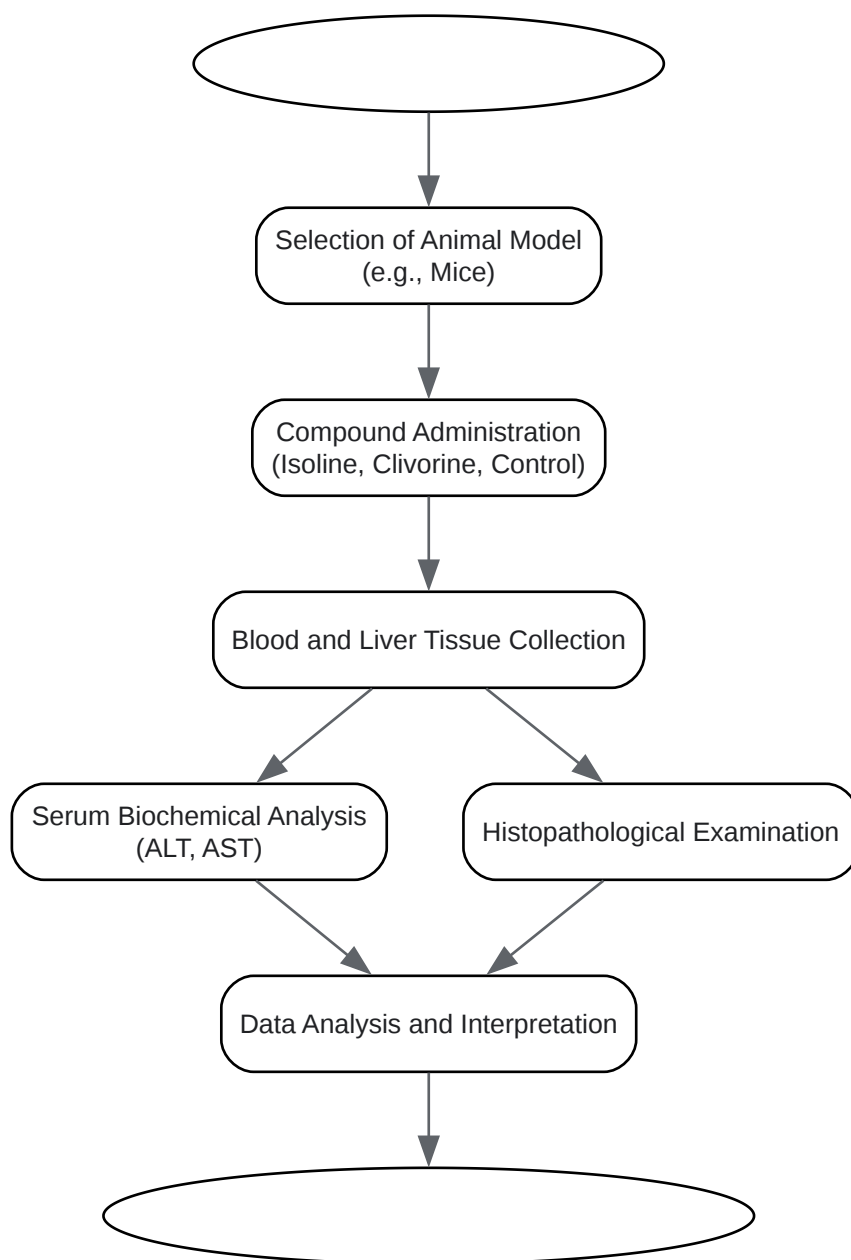 Selection of Animal Model
(e.g., Mice)
Compound Administration
(Isoline, Clivorine, Control)
Blood and Liver Tissue Collection
Serum Biochemical Analysis
(ALT, AST)
Histopathological Examination
Data Analysis and Interpretation